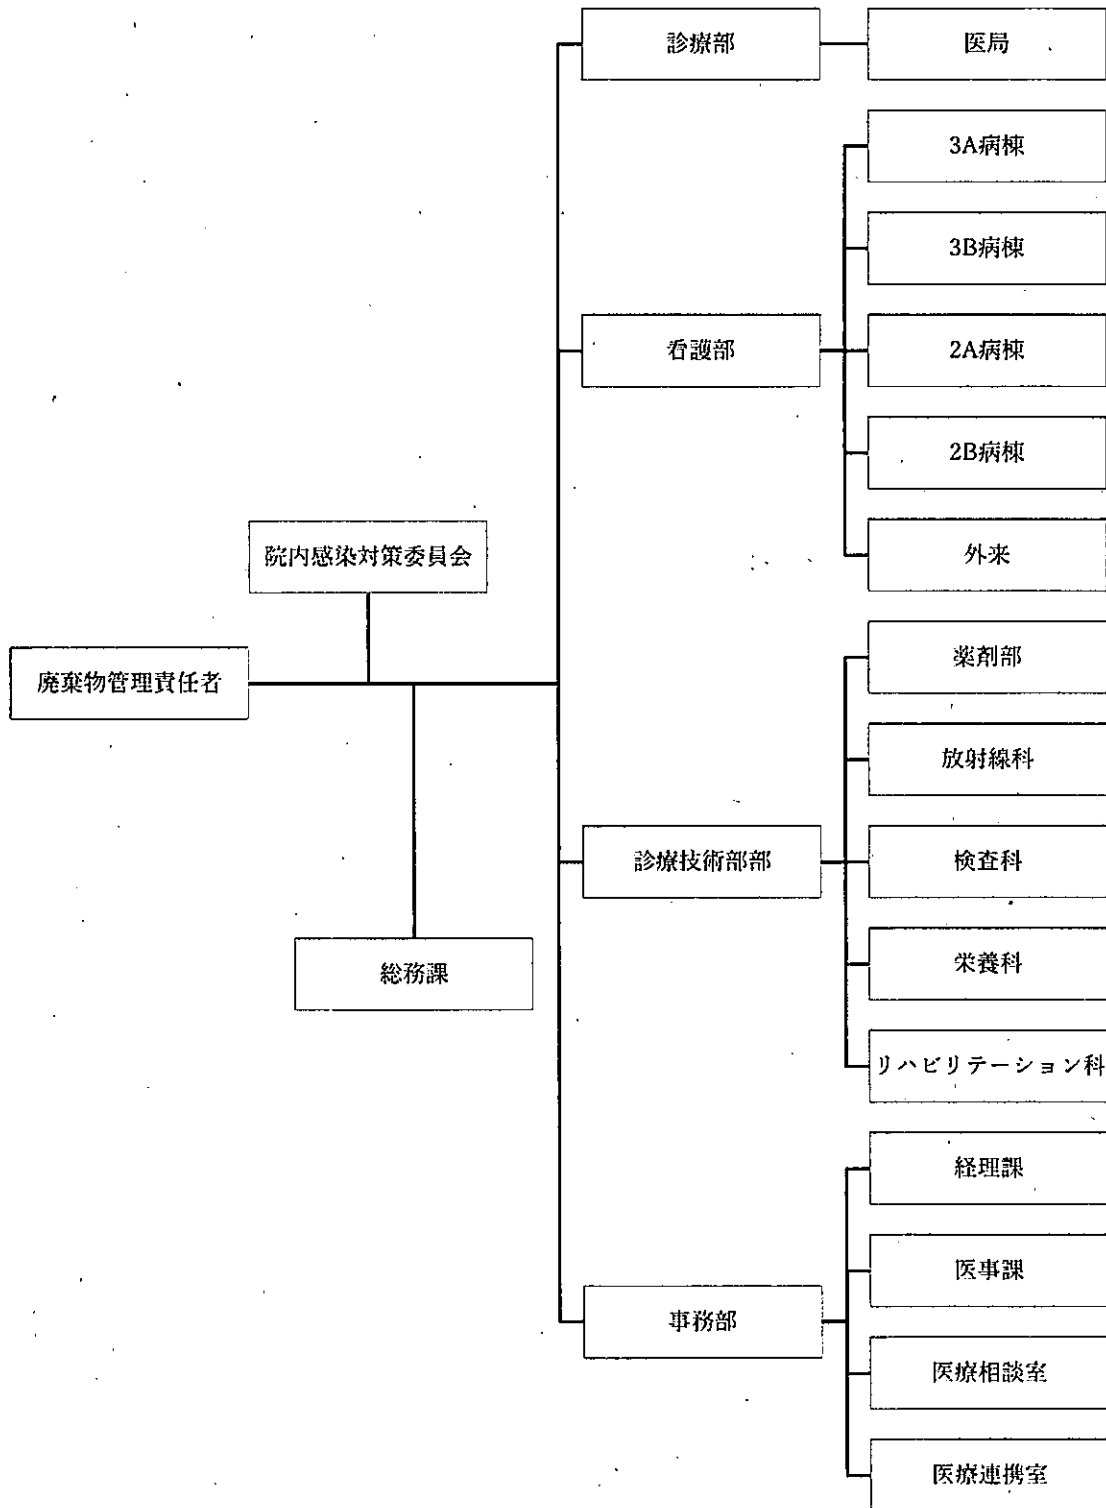 診療部
医局
3A病棟
3B病棟
看護部
2A病棟
2B病棟
院内感染対策委員会
外来
廃棄物管理責任者
薬剤部
放射線科
診療技術部部
検査科
総務課
栄養科
リハビリテーション科
経理課
医事課
事務部
医療相談室
医療連携室